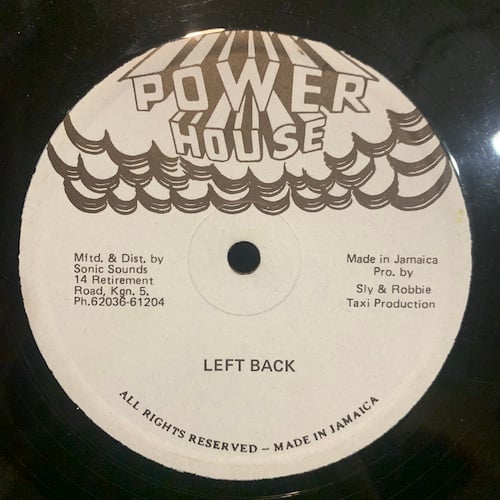 POWER
HOUSE
Mftd. & Dist. by
Sonic Sounds
14 Retirement
Road, Kgn. 5.
Ph.62036-61204
Made in Jamaica
Pro. by
Sly & Robbie
Taxi Production
LEFT BACK
ALL RIGHTS RESERVED – MADE IN JAMAICA